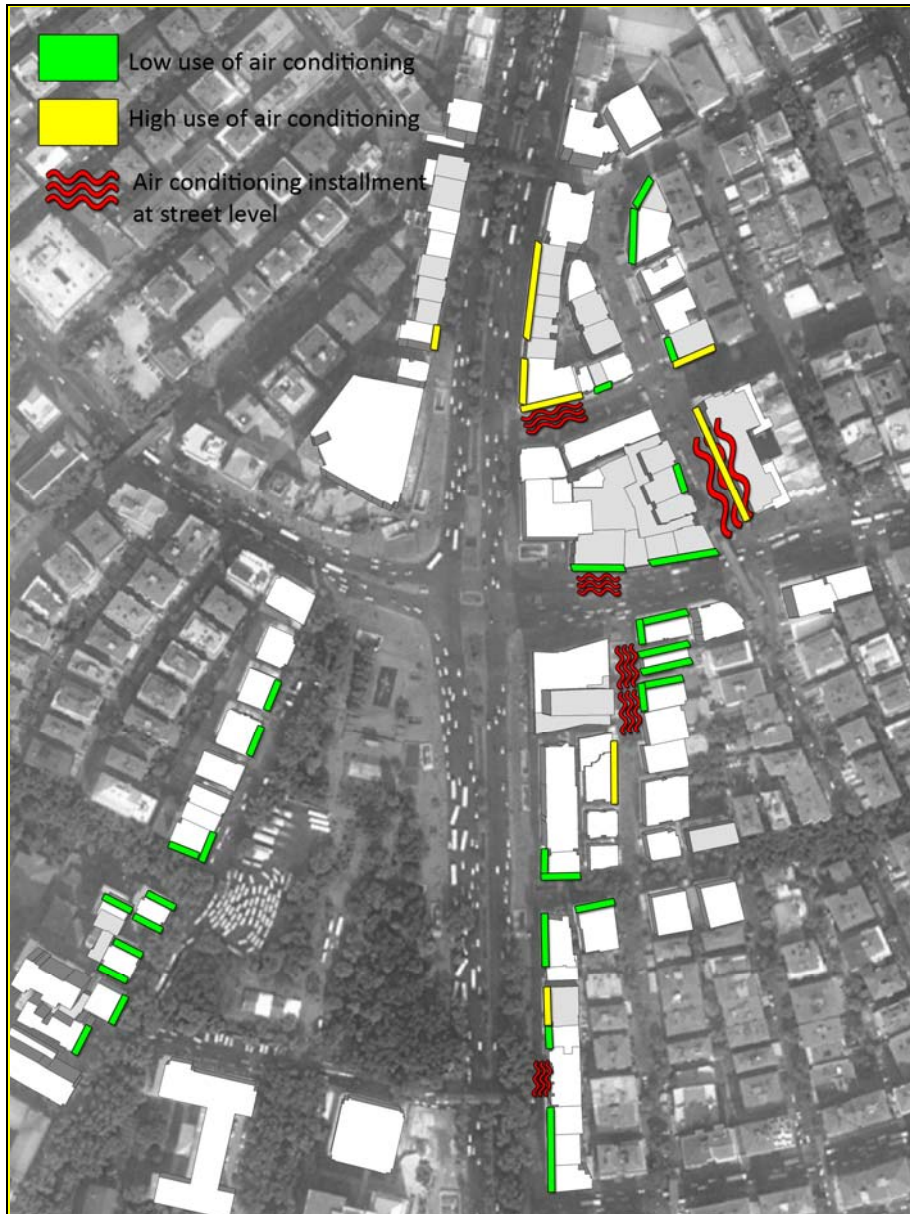 Low use of air conditioning
High use of air conditioning
Air conditioning installment
at street level